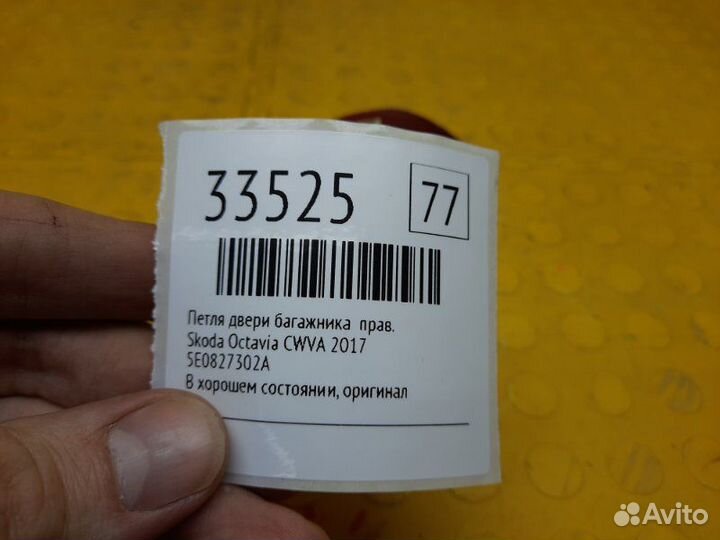 33525
77
Петля двери багажника прав.
Skoda Octavia CWVA 2017
5E0827302A
В хорошем состоянии, оригинал
Avito